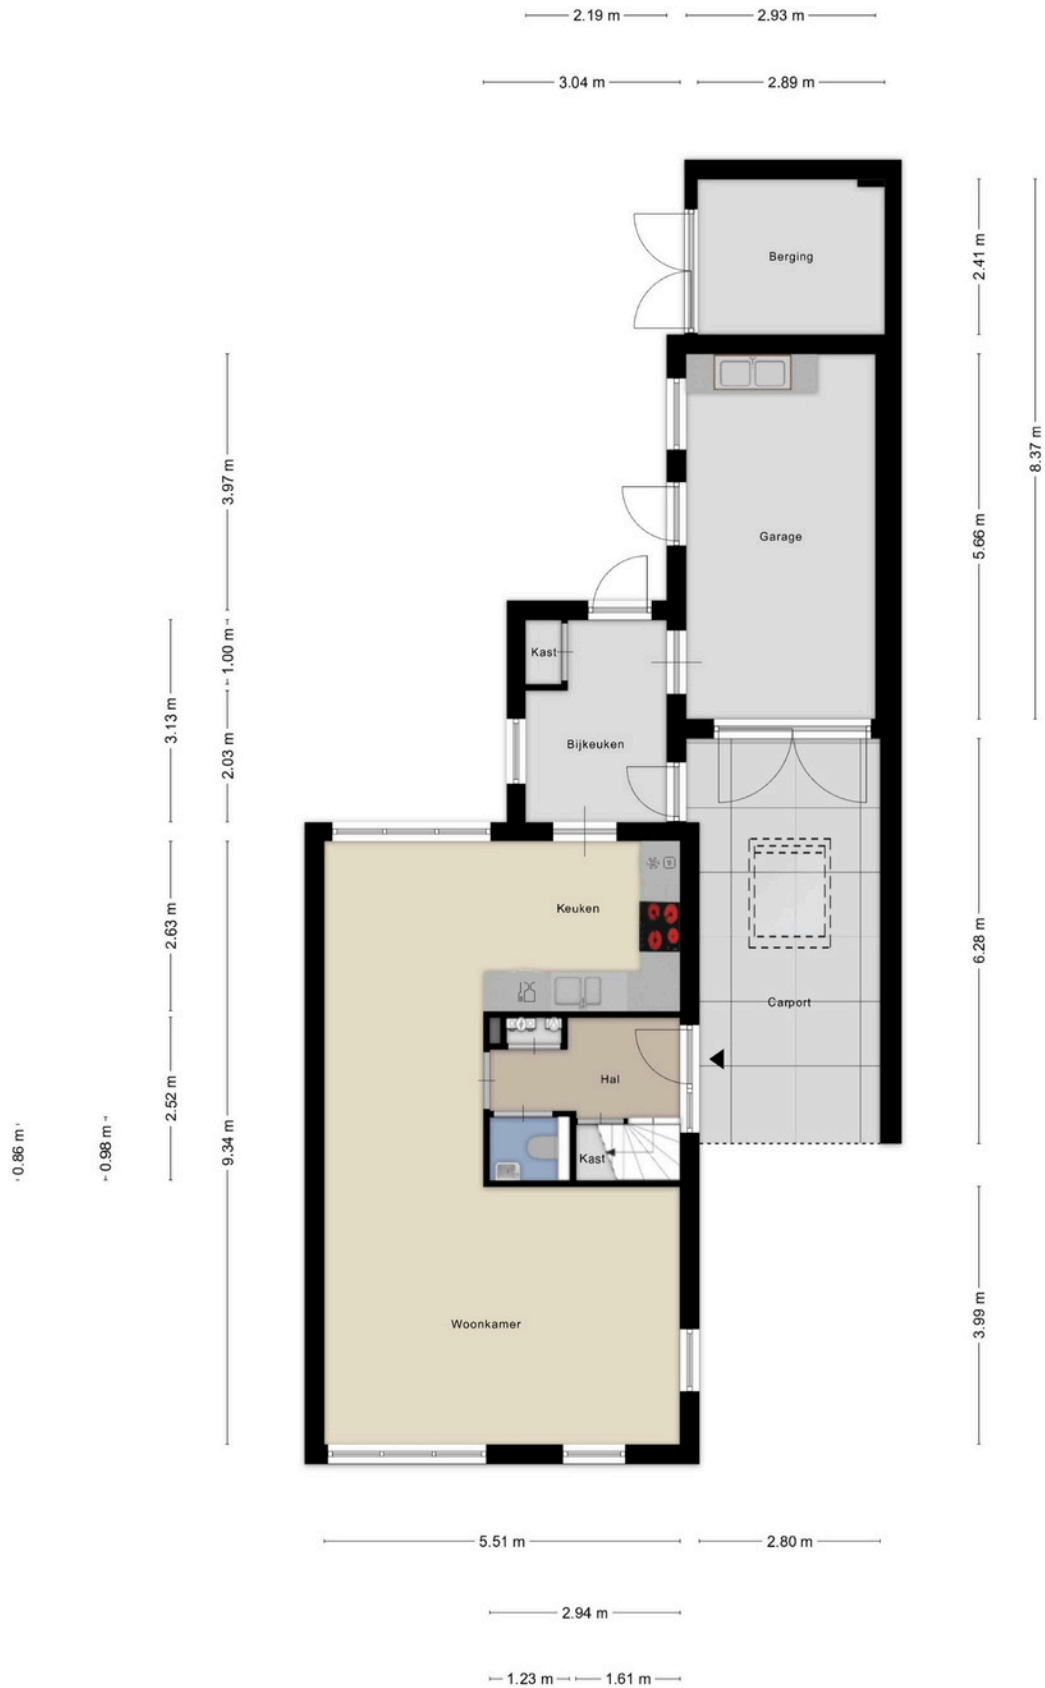 2.19 m
2.93 m
3.04 m
2.89 m
Berging
2.41 m
8.37 m
3.97 m
Garage
5.66 m
Kast
1.00 m
3.13 m
2.03 m
Bijkeuken
Keuken
2.63 m
6.28 m
Carport
Hal
2.52 m
9.34 m
0.86 m
0.98 m
Kast
Woonkamer
3.99 m
5.51 m
2.80 m
2.94 m
1.23 m
1.61 m